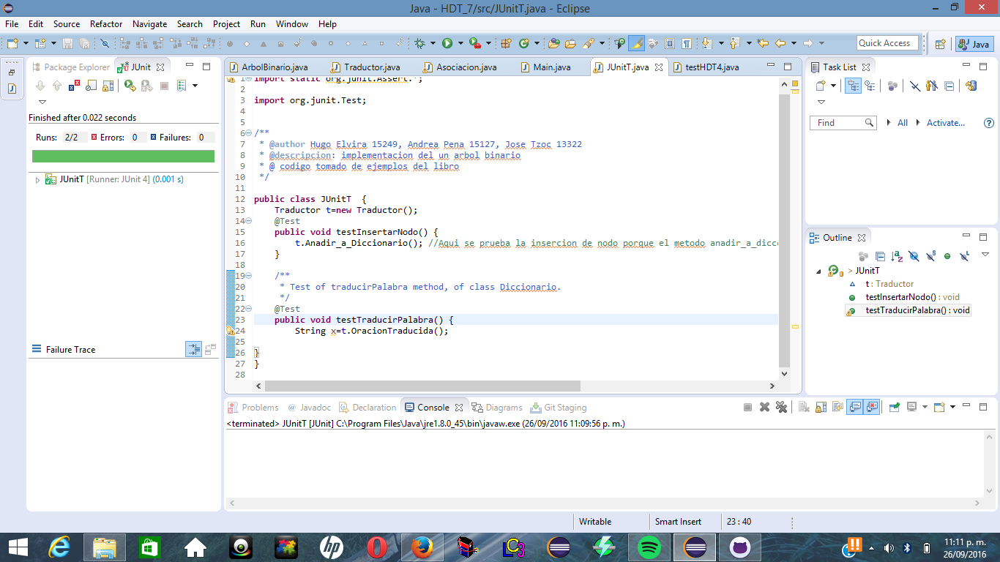 Java - HDT_7/src/JUnitT.java - Eclipse
File Edit Source Refactor Navigate Search Project Run Window Help
Quick Access
Java
Package Explorer JUnit
Finished after 0.022 seconds
Runs: 2/2 Errors: 0 Failures: 0
JUnitT [Runner: JUnit 4] (0.001 s)
Failure Trace
ArbolBinario.java Traductor.java Asociacion.java Main.java JUnitT.java testHDT4.java
1 import static org.junit.Assert.*;
2
3 import org.junit.Test;
4
5
6 /**
7 * @author Hugo Elvira 15249, Andrea Pena 15127, Jose Tzoc 13322
8 * @descripcion: implementacion del un arbol binario
9 * @ codigo tomado de ejemplos del libro
10 */
11
12 public class JUnitT {
13 Traductor t=new Traductor();
14 @Test
15 public void testInsertarNodo() {
16 t.Anadir_a_Diccionario(); //Aqui se prueba la insercion de nodo porque el metodo anadir_a_dicc
17 }
18
19 /**
20 * Test of traducirPalabra method, of class Diccionario.
21 */
22 @Test
23 public void testTraducirPalabra() {
24 String x=t.OracionTraducida();
25
26 }
27 }
28
Task List
Find All Activate...
Outline
> JUnitT
t : Traductor
testInsertarNodo() : void
testTraducirPalabra() : void
Problems @ Javadoc Declaration Console Diagrams Git Staging
<terminated> JUnitT [JUnit] C:\Program Files\Java\jre1.8.0_45\bin\javaw.exe (26/09/2016 11:09:56 p. m.)
Writable Smart Insert 23 : 40
hp
LC3
11:11 p. m.
26/09/2016